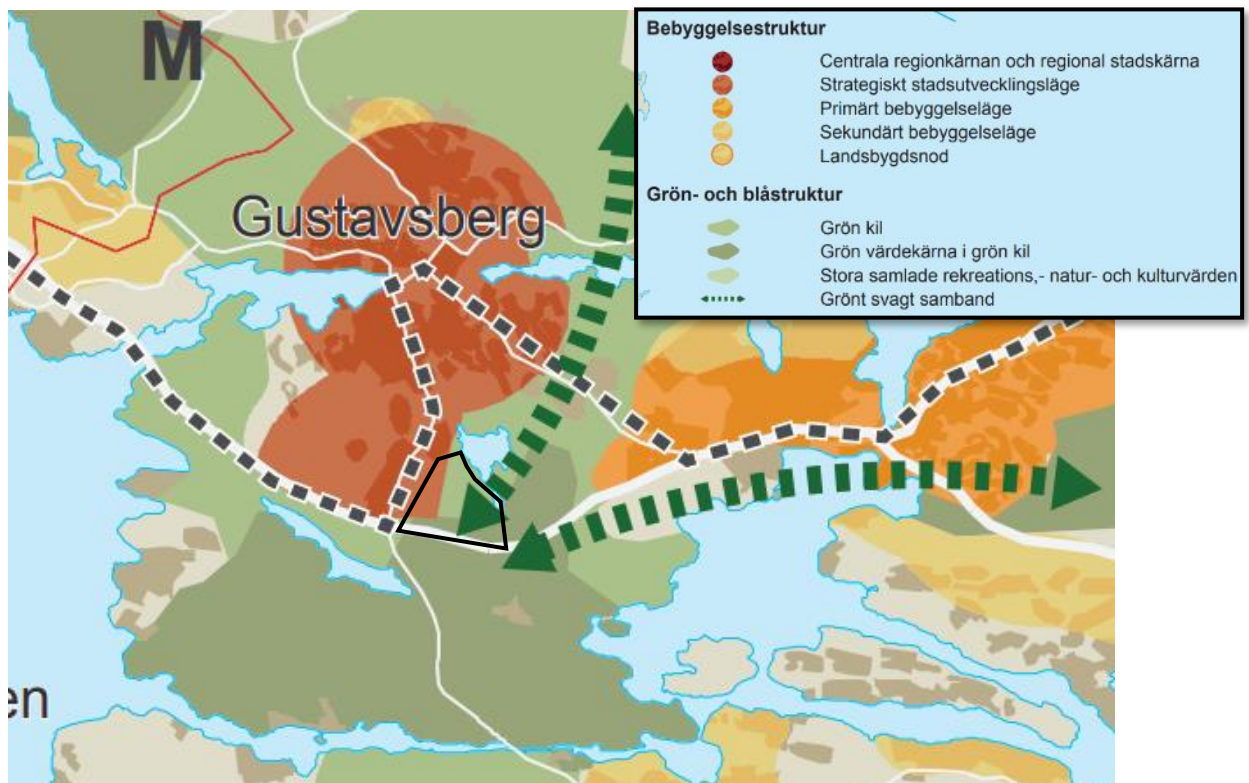 M
Gustavsberg
en
Bebyggelsestruktur
Centrala regionkärnan och regional stadskärna
Strategiskt stadsutvecklingsläge
Primärt bebyggelseläge
Sekundärt bebyggelseläge
Landsbygdsnod
Grön- och blåstruktur
Grön kil
Grön värdekärna i grön kil
Stora samlade rekreations,- natur- och kulturvärden
Grönt svagt samband